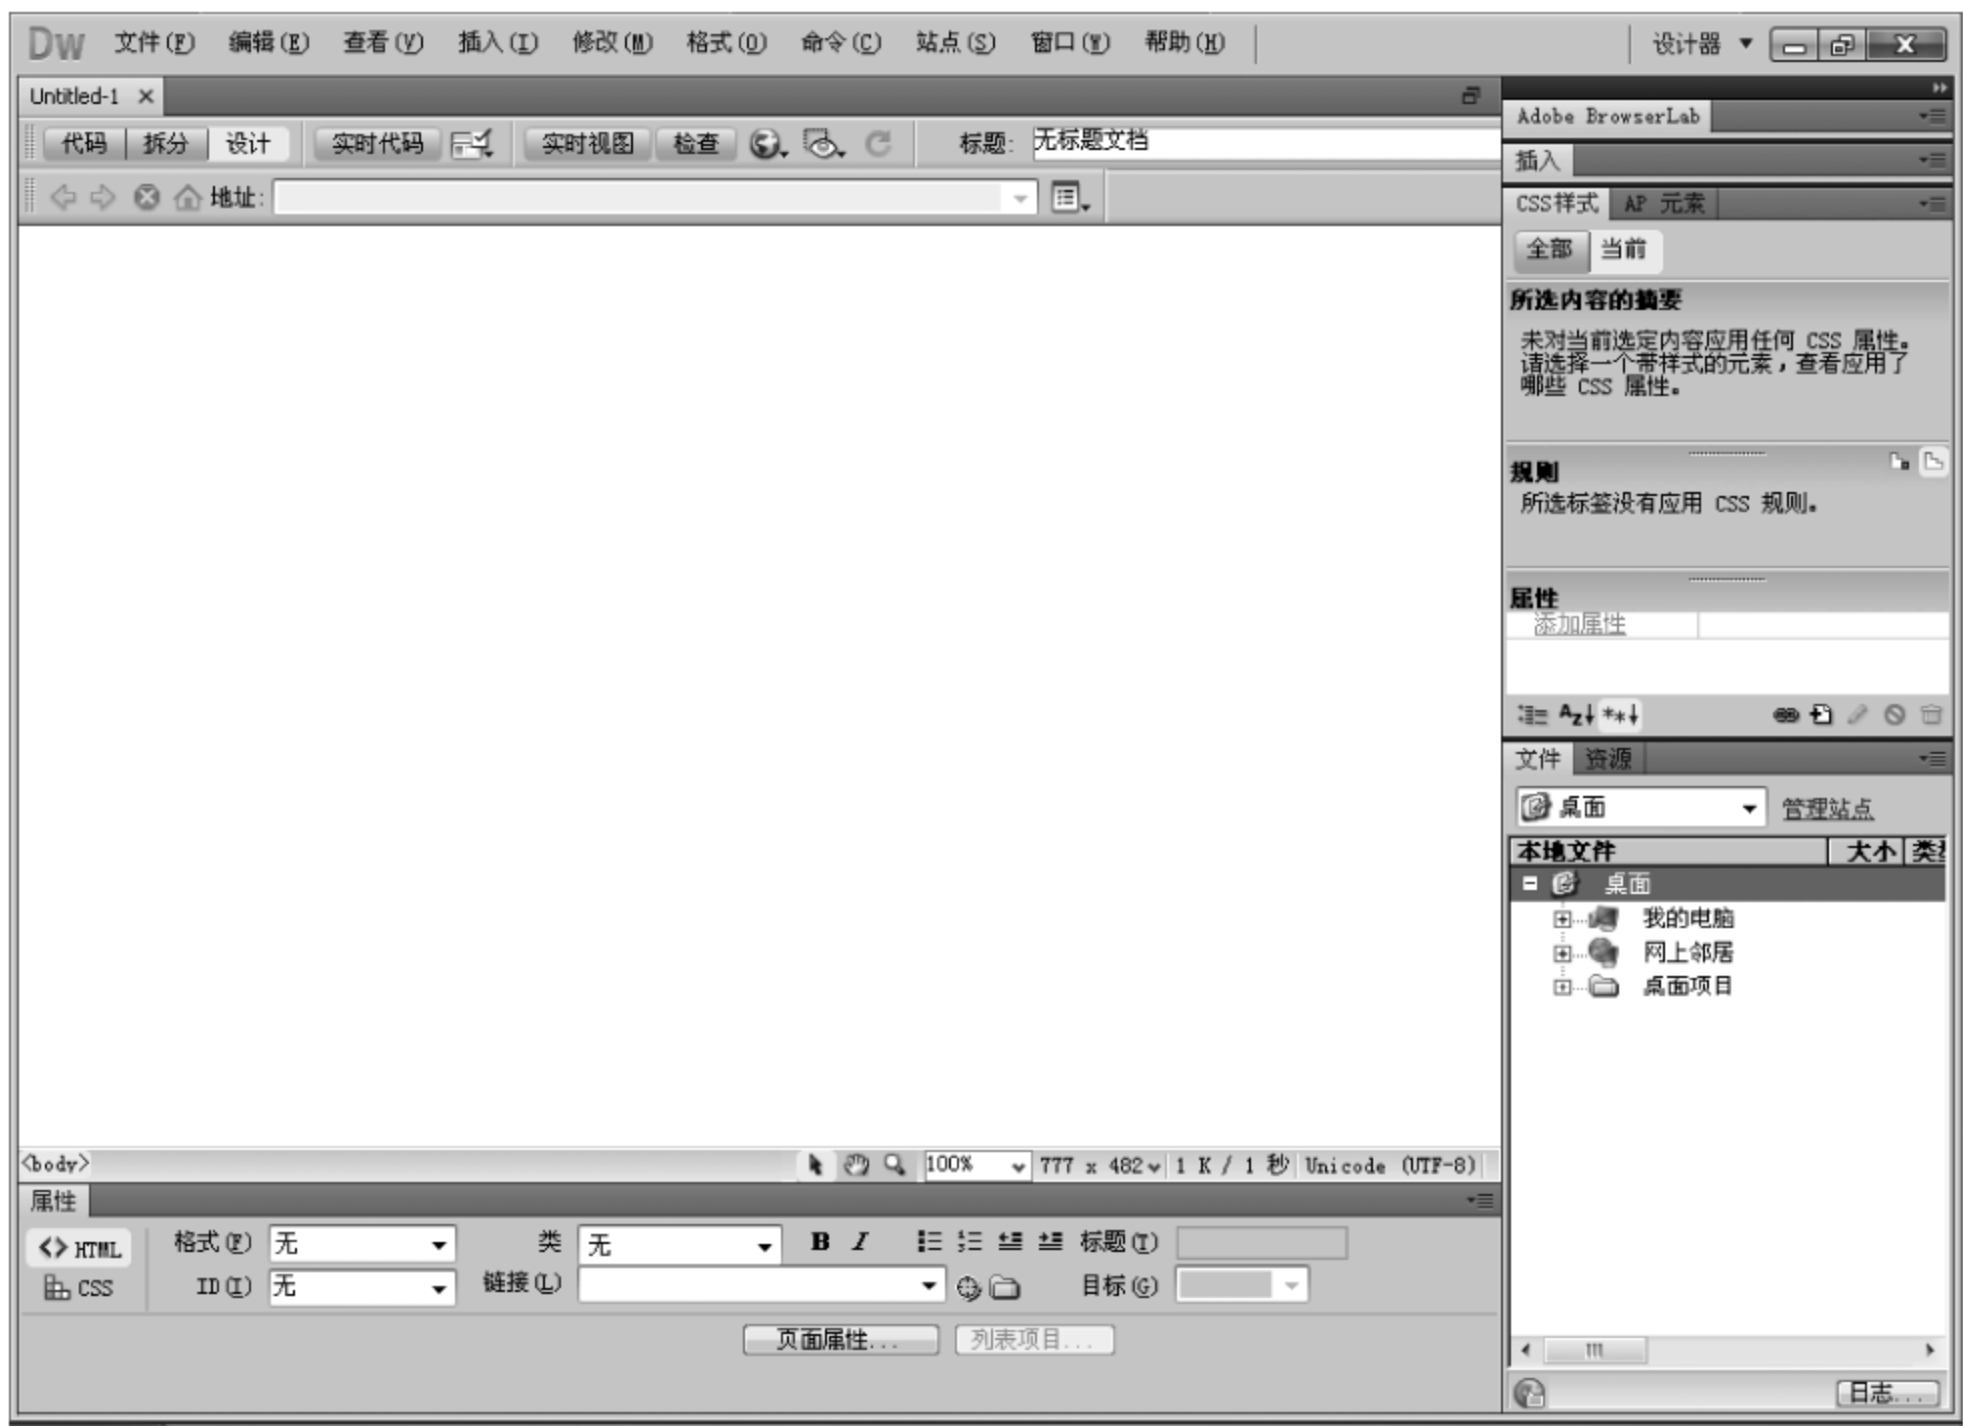 Dw 文件(F) 编辑(E) 查看(V) 插入(I) 修改(M) 格式(O) 命令(C) 站点(S) 窗口(W) 帮助(H) 设计器
Untitled-1
代码 拆分 设计 实时代码 实时视图 检查 标题: 无标题文档
地址:
Adobe BrowserLab
插入
CSS样式 AP 元素
全部 当前
所选内容的摘要
未对当前选定内容应用任何 CSS 属性。
请选择一个带样式的元素，查看应用了
哪些 CSS 属性。
规则
所选标签没有应用 CSS 规则。
属性
添加属性
文件 资源
桌面 管理站点
本地文件 大小
桌面
我的电脑
网上邻居
桌面项目
日志...
<body> 100% 777 x 482 1 K / 1 秒 Unicode (UTF-8)
属性
<> HTML 格式(F) 无 类 无 B I 标题(T)
CSS ID(I) 无 链接(L) 目标(G)
页面属性... 列表项目...